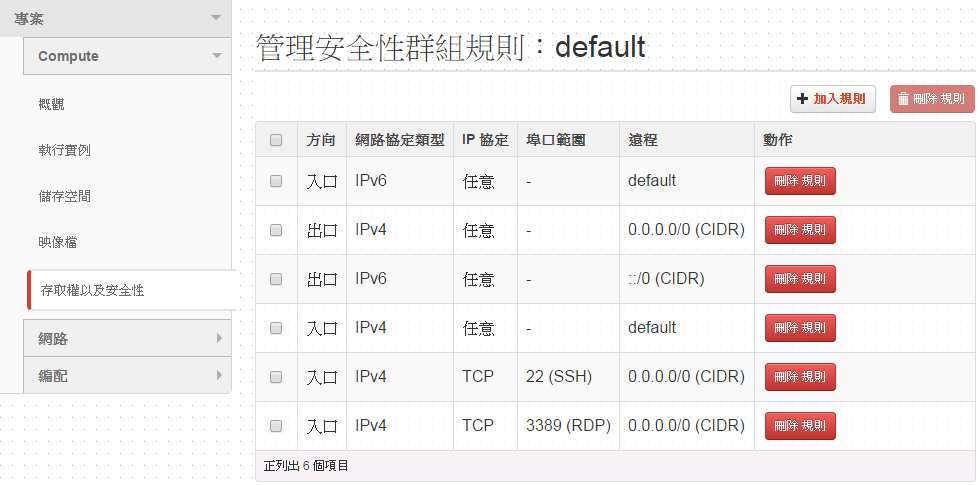 專案
Compute
概觀
執行實例
儲存空間
映像檔
存取權以及安全性
網路
編配
管理安全性群組規則：default
加入規則 刪除 規則
方向 網路協定類型 IP 協定 埠口範圍 遠程 動作
入口 IPv6 任意 - default 刪除 規則
出口 IPv4 任意 - 0.0.0.0/0 (CIDR) 刪除 規則
出口 IPv6 任意 - ::/0 (CIDR) 刪除 規則
入口 IPv4 任意 - default 刪除 規則
入口 IPv4 TCP 22 (SSH) 0.0.0.0/0 (CIDR) 刪除 規則
入口 IPv4 TCP 3389 (RDP) 0.0.0.0/0 (CIDR) 刪除 規則
正列出 6 個項目